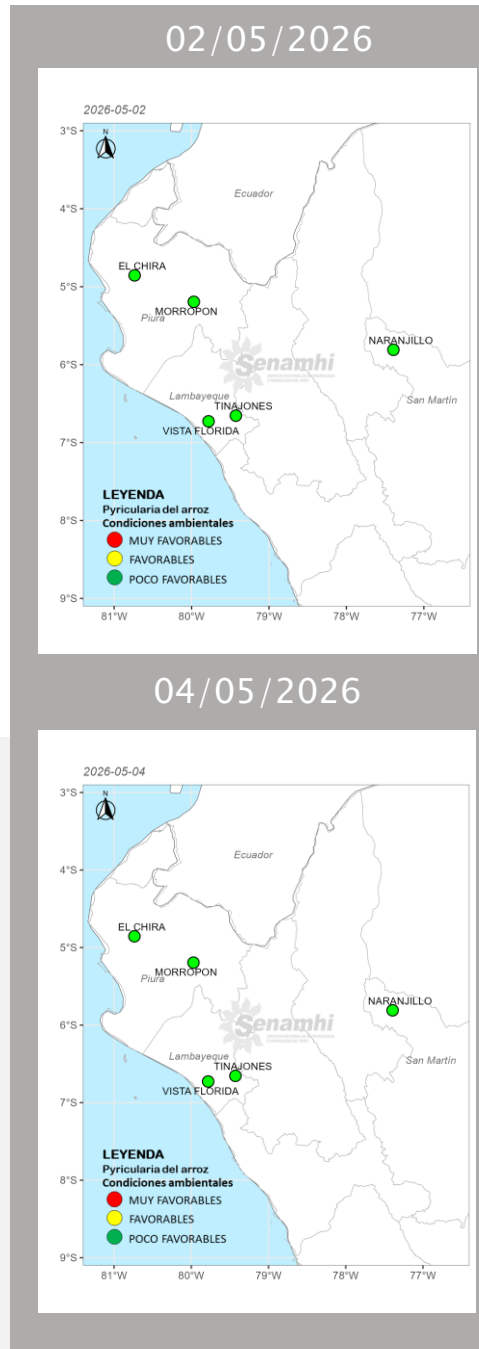 02/05/2026
2026-05-02
N
3°S
4°S
Ecuador
EL CHIRA
5°S
MORROPON
Piura
NARANJILLO
6°S
Senamhi
Lambayeque
San Martín
TINAJONES
VISTA FLORIDA
7°S
LEYENDA
Pyricularia del arroz
Condiciones ambientales
8°S
MUY FAVORABLES
FAVORABLES
POCO FAVORABLES
9°S
81°W 80°W 79°W 78°W 77°W
04/05/2026
2026-05-04
N
3°S
4°S
Ecuador
EL CHIRA
5°S
MORROPON
Piura
NARANJILLO
6°S
Senamhi
Lambayeque
San Martín
TINAJONES
VISTA FLORIDA
7°S
8°S
LEYENDA
Pyricularia del arroz
Condiciones ambientales
MUY FAVORABLES
FAVORABLES
POCO FAVORABLES
9°S
81°W 80°W 79°W 78°W 77°W